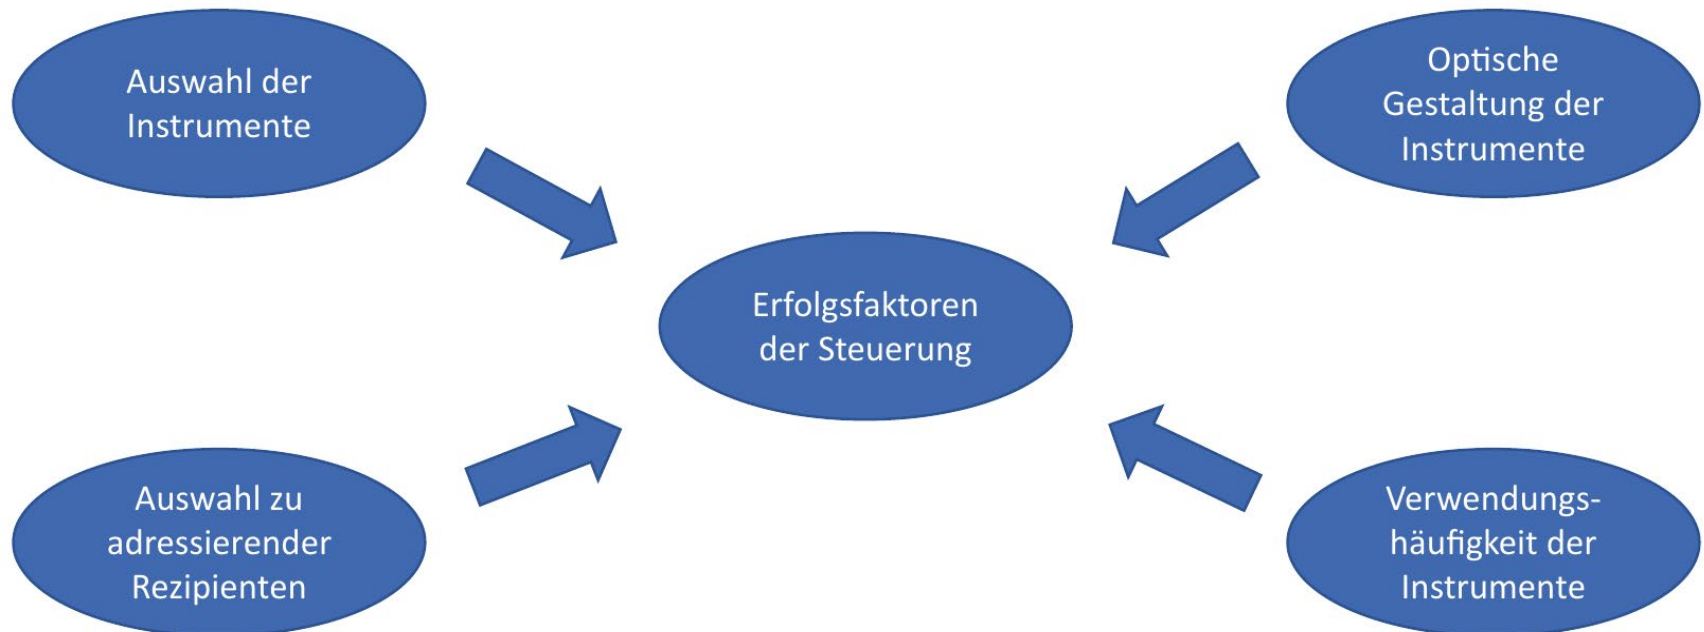 Auswahl der
Instrumente
Optische
Gestaltung der
Instrumente
Erfolgsfaktoren
der Steuerung
Auswahl zu
adressierender
Rezipienten
Verwendungs-
häufigkeit der
Instrumente